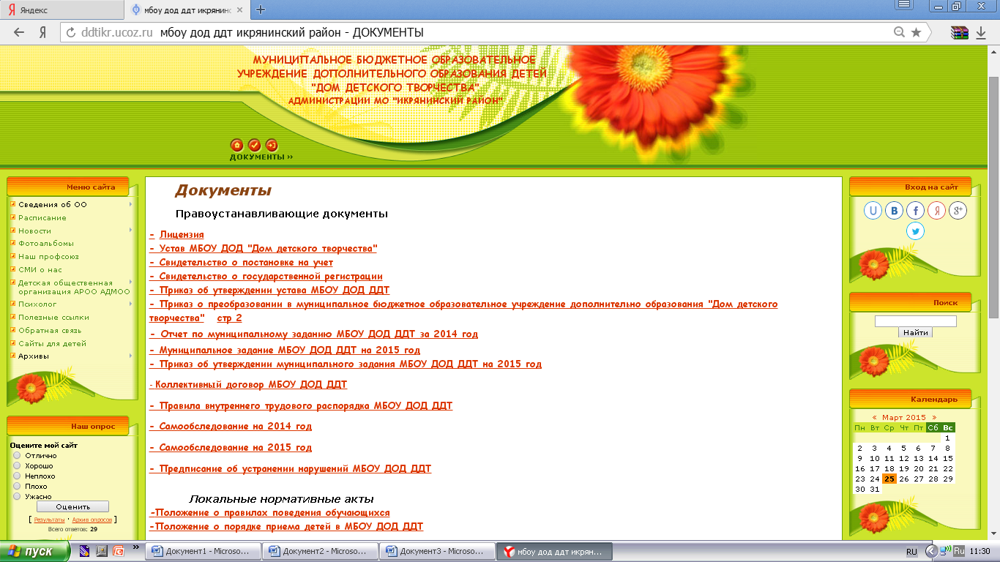 Яндекс
мбоу дод ддт икрянинс
ddtikr.ucoz.ru мбоу дод ддт икрянинский район - ДОКУМЕНТЫ
МУНИЦИПАЛЬНОЕ БЮДЖЕТНОЕ ОБРАЗОВАТЕЛЬНОЕ
УЧРЕЖДЕНИЕ ДОПОЛНИТЕЛЬНОГО ОБРАЗОВАНИЯ ДЕТЕЙ
"ДОМ ДЕТСКОГО ТВОРЧЕСТВА"
АДМИНИСТРАЦИИ МО "ИКРЯНИНСКИЙ РАЙОН"
ДОКУМЕНТЫ »
Меню сайта
Сведения об ОО
Расписание
Новости
Фотоальбомы
Наш профсоюз
СМИ о нас
Детская общественная
организация АРОО АДМОО
Психолог
Полезные ссылки
Обратная связь
Сайты для детей
Архивы
Наш опрос
Оцените мой сайт
Отлично
Хорошо
Неплохо
Плохо
Ужасно
Оценить
[ Результаты · Архив опросов ]
Всего ответов: 29
Документы
Правоустанавливающие документы
- Лицензия
- Устав МБОУ ДОД "Дом детского творчества"
- Свидетельство о постановке на учет
- Свидетельство о государственной регистрации
- Приказ об утверждении устава МБОУ ДОД ДДТ
- Приказ о преобразовании в муниципальное бюджетное образовательное учреждение дополнительно образования "Дом детского
творчества" стр 2
- Отчет по муниципальному заданию МБОУ ДОД ДДТ за 2014 год
- Муниципальное задание МБОУ ДОД ДДТ на 2015 год
- Приказ об утверждении муниципального задания МБОУ ДОД ДДТ на 2015 год
- Коллективный договор МБОУ ДОД ДДТ
- Правила внутреннего трудового распорядка МБОУ ДОД ДДТ
- Самообследование на 2014 год
- Самообследование на 2015 год
- Предписание об устранении нарушений МБОУ ДОД ДДТ
Локальные нормативные акты
-Положение о правилах поведения обучающихся
-Положение о порядке приема детей в МБОУ ДОД ДДТ
Вход на сайт
Поиск
Найти
Календарь
« Март 2015 »
Пн Вт Ср Чт Пт Сб Вс
1
2 3 4 5 6 7 8
9 10 11 12 13 14 15
16 17 18 19 20 21 22
23 24 25 26 27 28 29
30 31
пуск
Документ1 - Microso...
Документ2 - Microso...
Документ3 - Microso...
мбоу дод ддт икрян...
RU
Ru
11:30